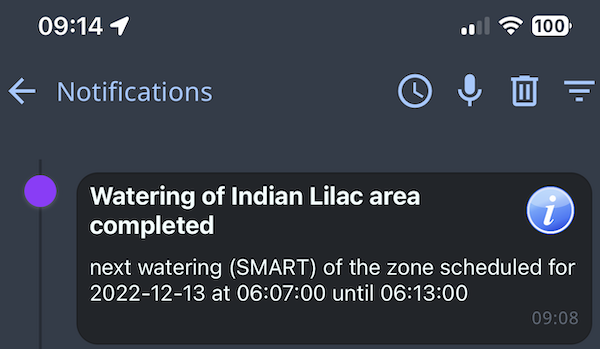 09:14
100
Notifications
Watering of Indian Lilac area
completed
i
next watering (SMART) of the zone scheduled for
2022-12-13 at 06:07:00 until 06:13:00
09:08